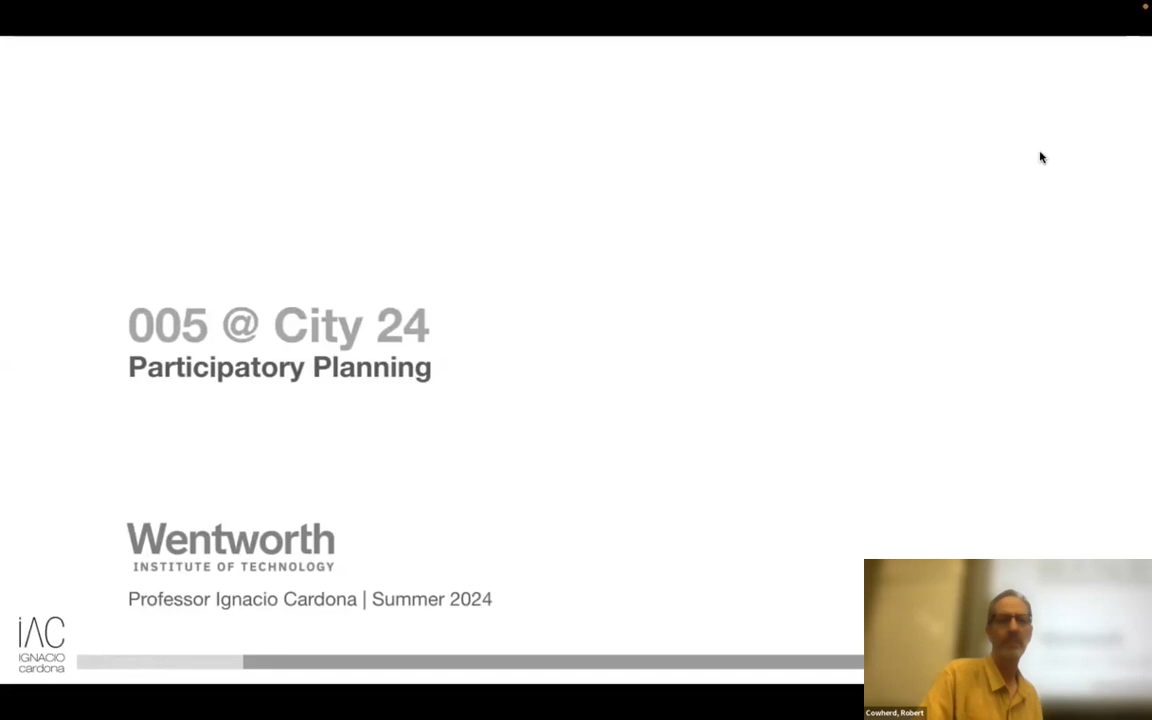 005 @ City 24
Participatory Planning
Wentworth
INSTITUTE OF TECHNOLOGY
Professor Ignacio Cardona | Summer 2024
iAC
IGNACIO
cardona
Cowherd, Robert